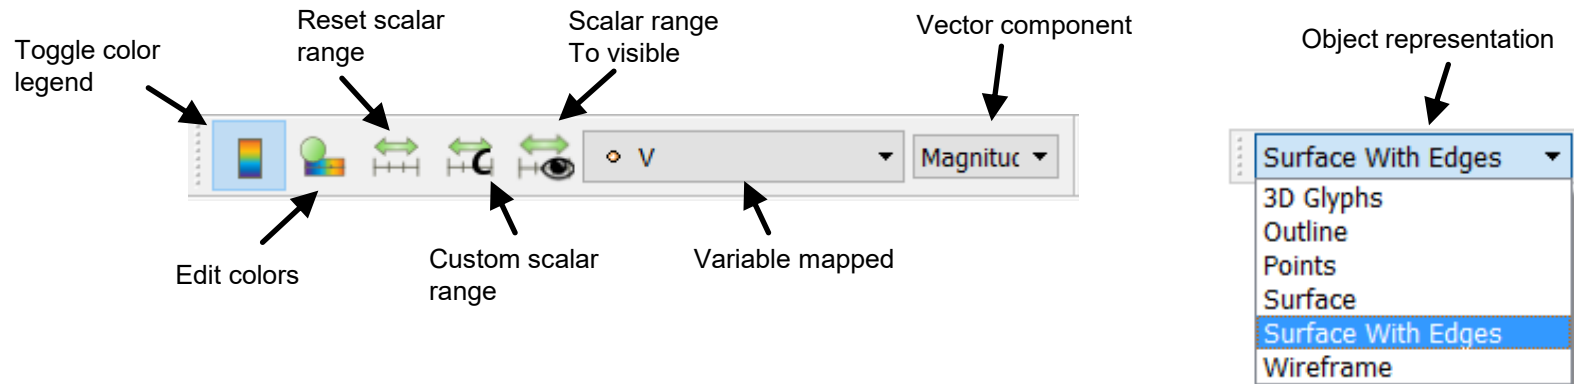 Toggle color
legend
Reset scalar
range
Scalar range
To visible
Vector component
Object representation
V
Magnituc
Surface With Edges
3D Glyphs
Outline
Points
Surface
Surface With Edges
Wireframe
Edit colors
Custom scalar
range
Variable mapped